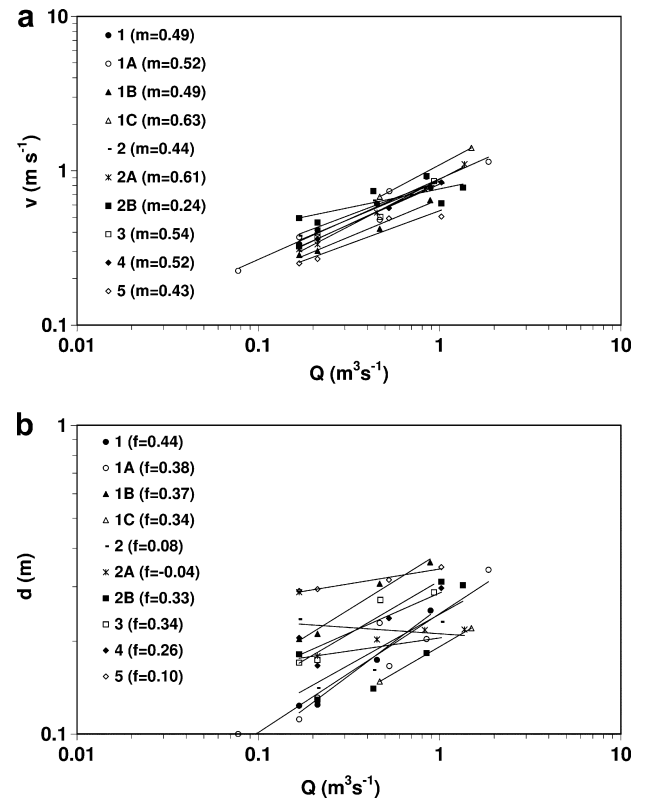 a
10
1 (m=0.49)
1A (m=0.52)
1B (m=0.49)
1C (m=0.63)
2 (m=0.44)
2A (m=0.61)
2B (m=0.24)
3 (m=0.54)
4 (m=0.52)
5 (m=0.43)
v (m s-1)
1
0.1
0.01
0.1
1
10
Q (m3s-1)
b
1
1 (f=0.44)
1A (f=0.38)
1B (f=0.37)
1C (f=0.34)
2 (f=0.08)
2A (f=-0.04)
2B (f=0.33)
3 (f=0.34)
4 (f=0.26)
5 (f=0.10)
d (m)
0.1
0.01
0.1
1
10
Q (m3s-1)